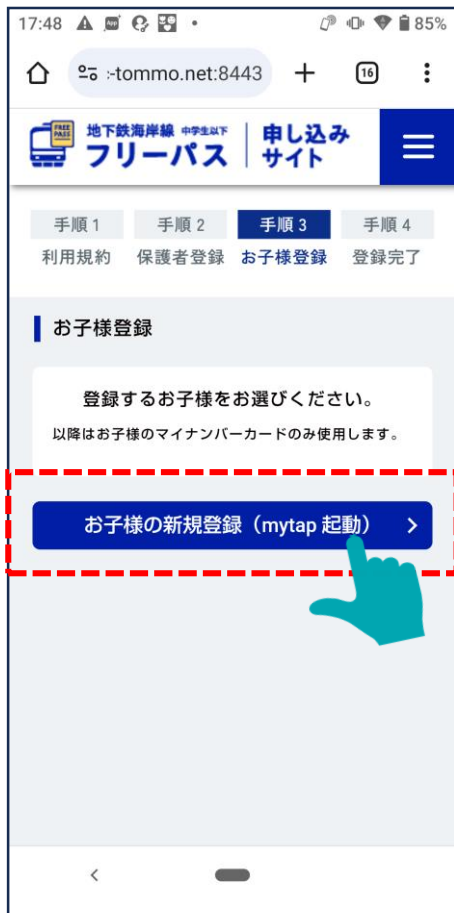 17:48 85%
:-tommo.net:8443 16
FREE PASS
地下鉄海岸線 中学生以下
フリーパス
申し込み
サイト
手順 1 手順 2 手順 3 手順 4
利用規約 保護者登録 お子様登録 登録完了
お子様登録
登録するお子様をお選びください。
以降はお子様のマイナンバーカードのみ使用します。
お子様の新規登録（mytap 起動）